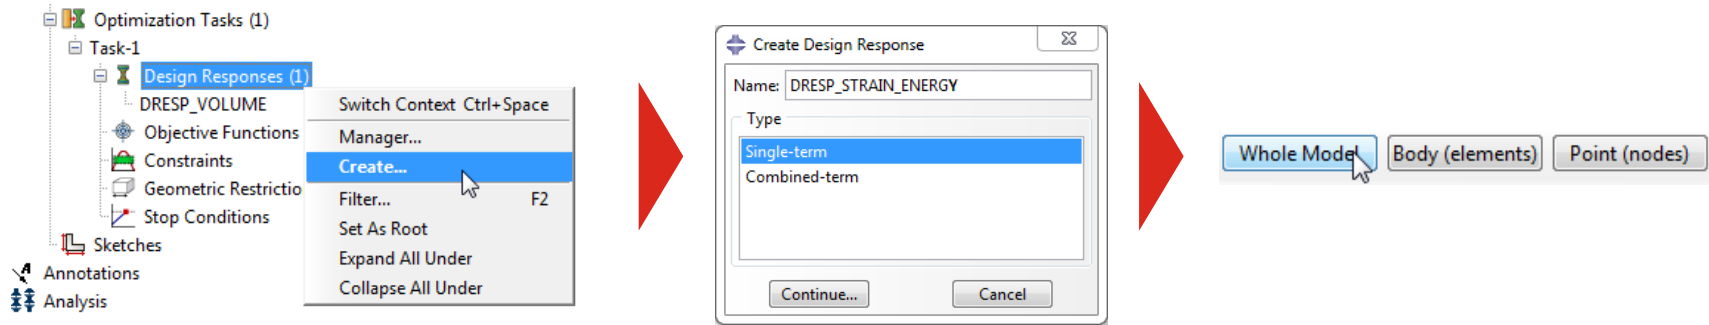 Optimization Tasks (1)
Task-1
Design Responses (1)
DRESP_VOLUME
Objective Functions
Constraints
Geometric Restrictio
Stop Conditions
Sketches
Annotations
Analysis
Switch Context Ctrl+Space
Manager...
Create...
Filter... F2
Set As Root
Expand All Under
Collapse All Under
Create Design Response
Name: DRESP_STRAIN_ENERGY
Type
Single-term
Combined-term
Continue... Cancel
Whole Model Body (elements) Point (nodes)